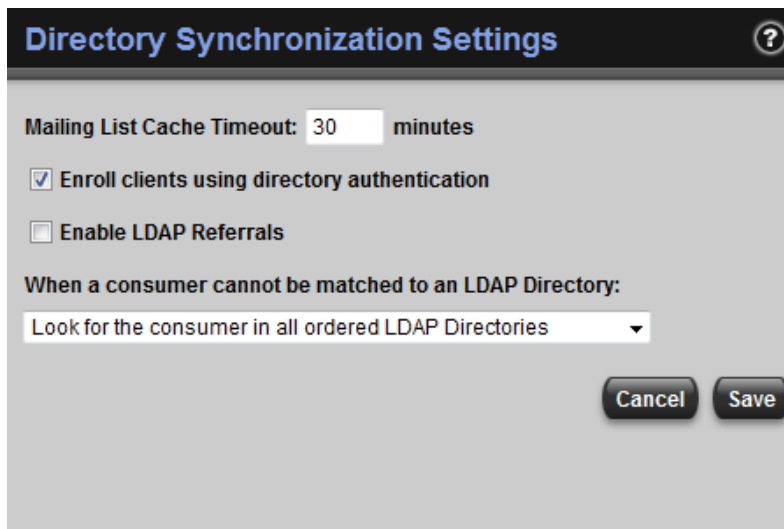 Directory Synchronization Settings ?
Mailing List Cache Timeout: 30 minutes
Enroll clients using directory authentication
Enable LDAP Referrals
When a consumer cannot be matched to an LDAP Directory:
Look for the consumer in all ordered LDAP Directories
Cancel Save